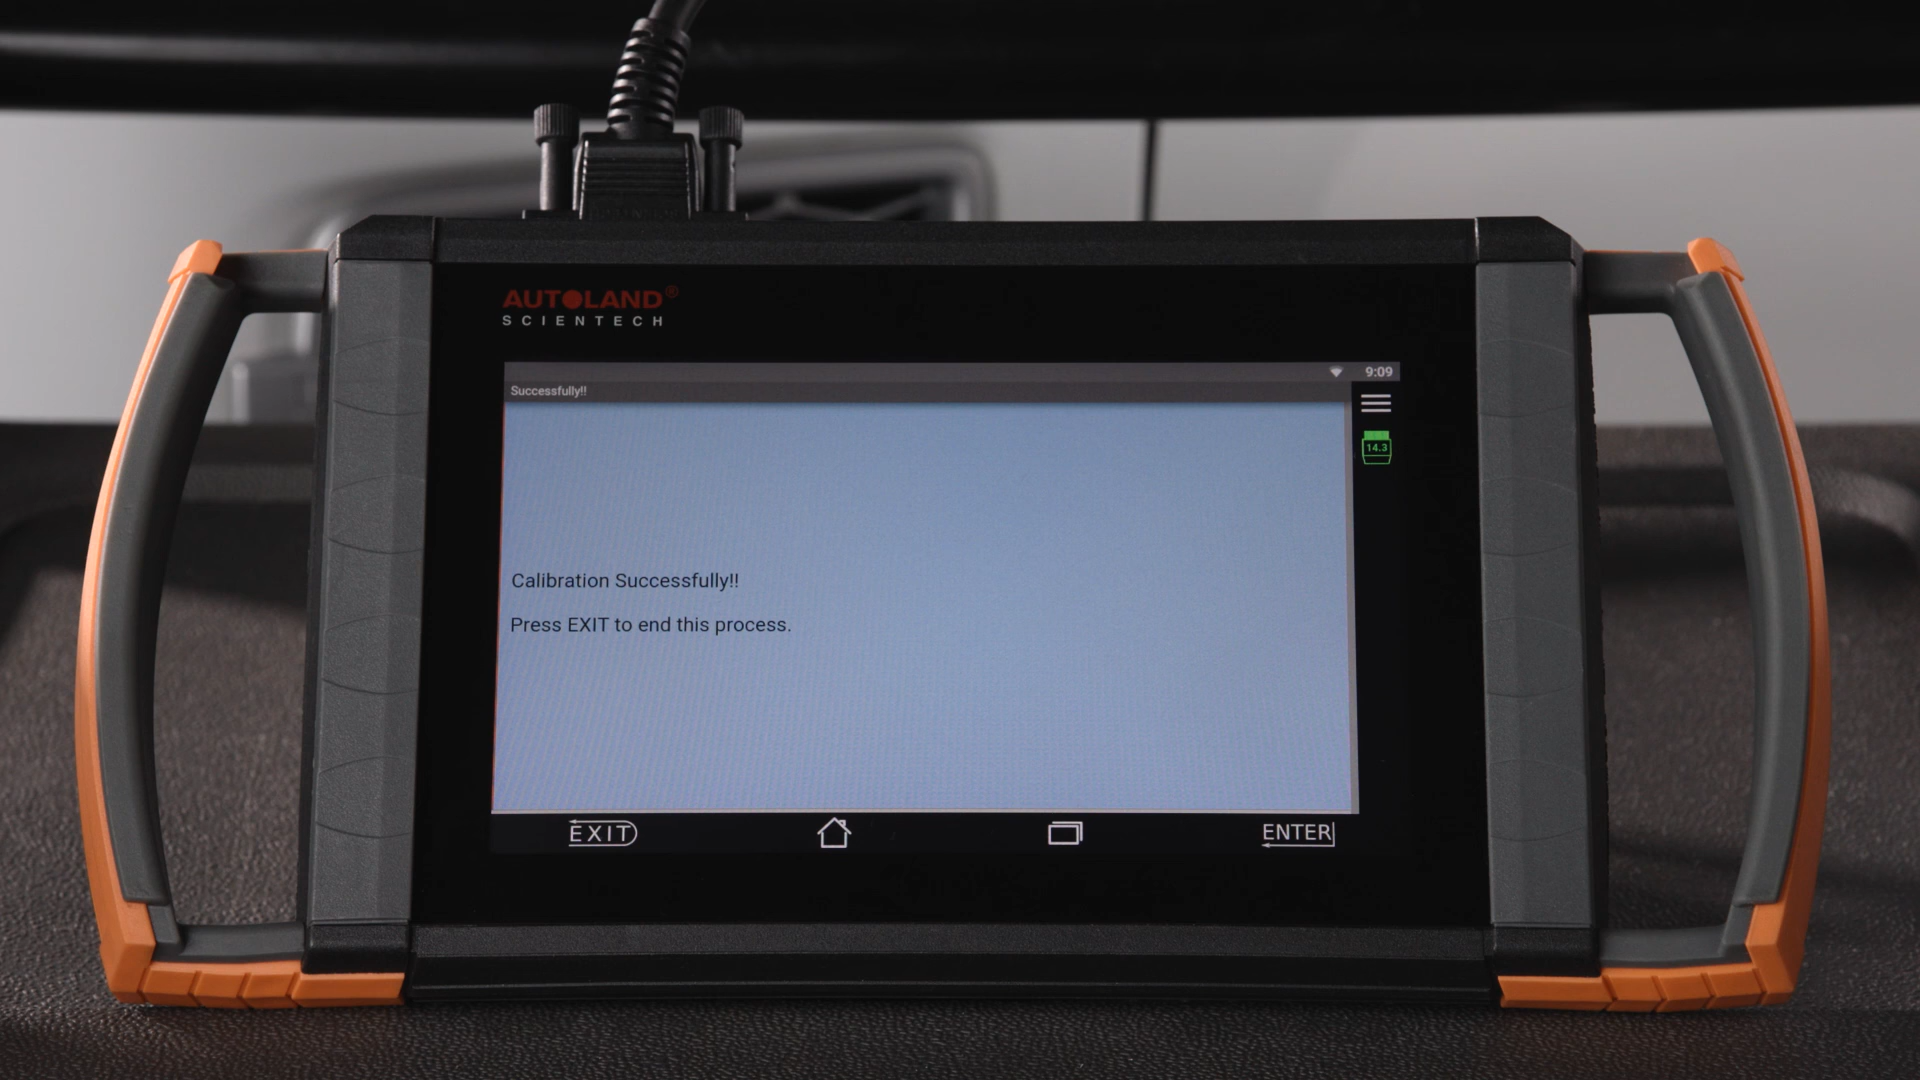 AUTOLAND®
SCIENTECH
9:09
Successfully!!
14.3
Calibration Successfully!!
Press EXIT to end this process.
EXIT
ENTER